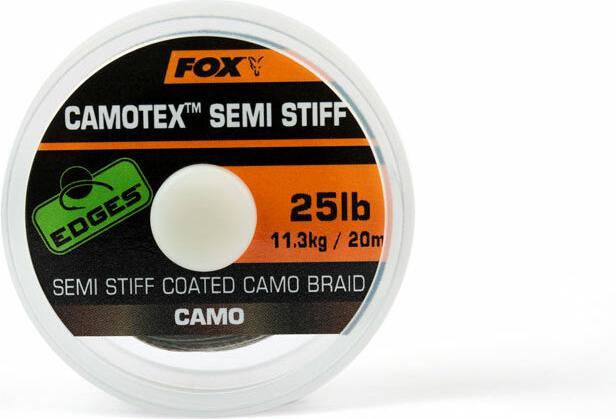 FOX
CAMOTEX™ SEMI STIFF
EDGES
25lb
11.3kg / 20m
SEMI STIFF COATED CAMO BRAID
CAMO